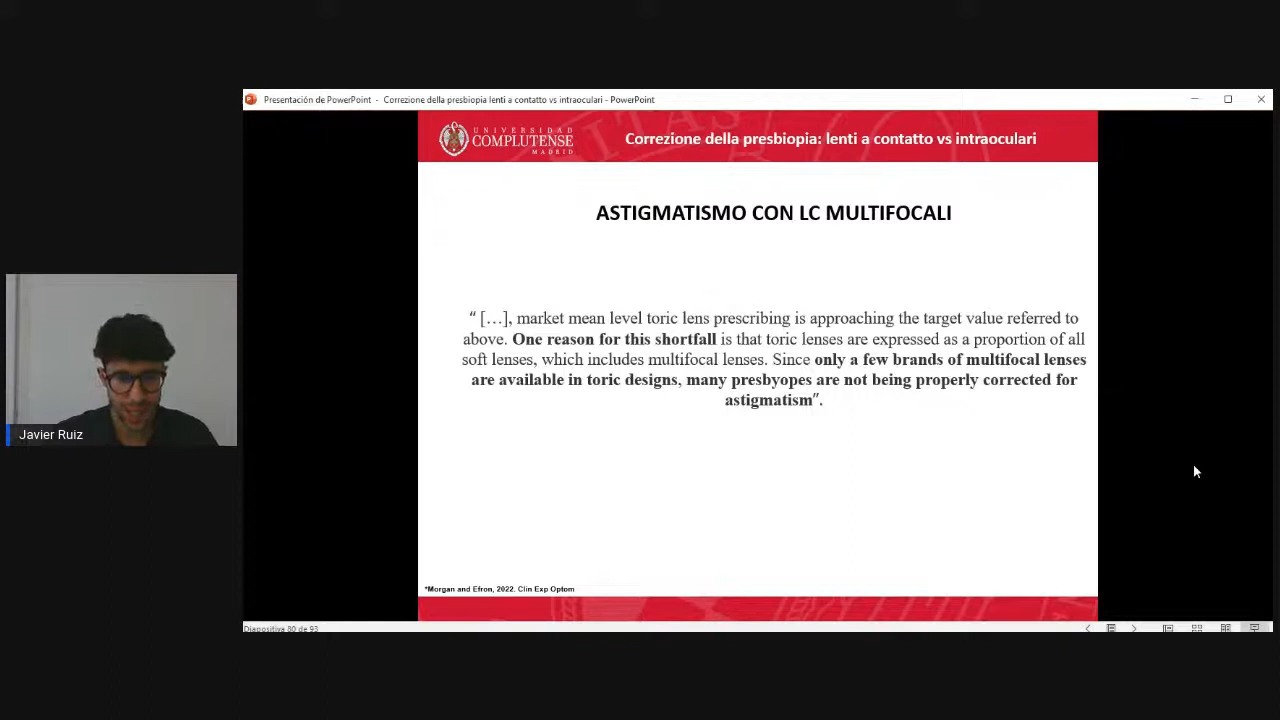 Presentación de PowerPoint - Correzione della presbiopia lenti a contatto vs intraoculari - PowerPoint
UNIVERSIDAD
COMPLUTENSE
MADRID
Correzione della presbiopia: lenti a contatto vs intraoculari
ASTIGMATISMO CON LC MULTIFOCALI
“ […], market mean level toric lens prescribing is approaching the target value referred to
above. One reason for this shortfall is that toric lenses are expressed as a proportion of all
soft lenses, which includes multifocal lenses. Since only a few brands of multifocal lenses
are available in toric designs, many presbyopes are not being properly corrected for
astigmatism”.
Javier Ruiz
*Morgan and Efron, 2022. Clin Exp Optom
Diapositiva 80 de 93